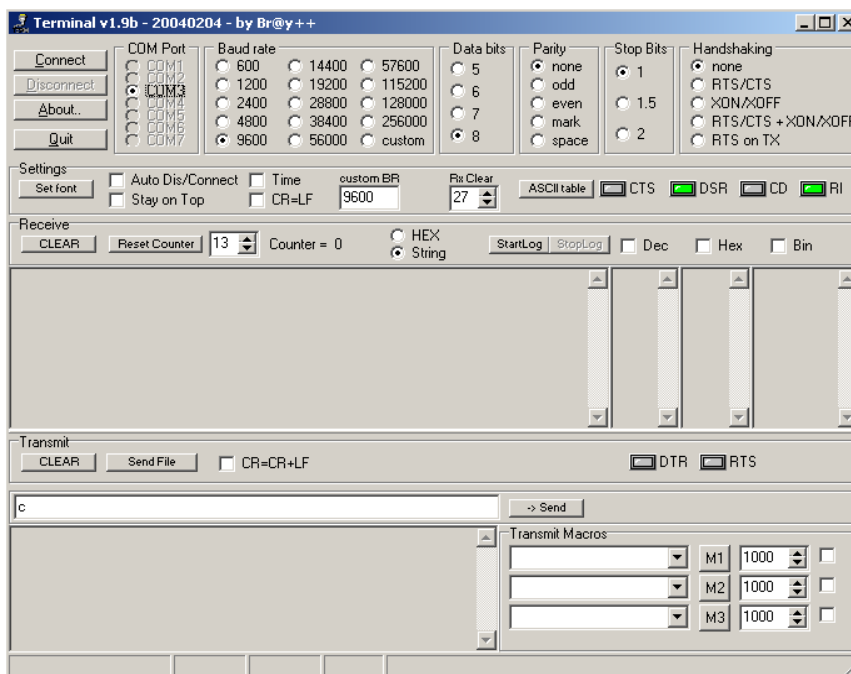 Terminal v1.9b - 20040204 - by Br@y++
Connect
Disconnect
About..
Quit
COM Port
COM1
COM2
COM3
COM4
COM5
COM6
COM7
Baud rate
600 14400 57600
1200 19200 115200
2400 28800 128000
4800 38400 256000
9600 56000 custom
Data bits
5
6
7
8
Parity
none
odd
even
mark
space
Stop Bits
1
1.5
2
Handshaking
none
RTS/CTS
XON/XOFF
RTS/CTS + XON/XOFF
RTS on TX
Settings
Set font
Auto Dis/Connect
Stay on Top
Time
CR=LF
custom BR
9600
Rx Clear
27
ASCII table CTS DSR CD RI
Receive
CLEAR Reset Counter 13 Counter = 0
HEX
String
StartLog StopLog Dec Hex Bin
Transmit
CLEAR Send File CR=CR+LF DTR RTS
c -> Send
Transmit Macros
M1 1000
M2 1000
M3 1000